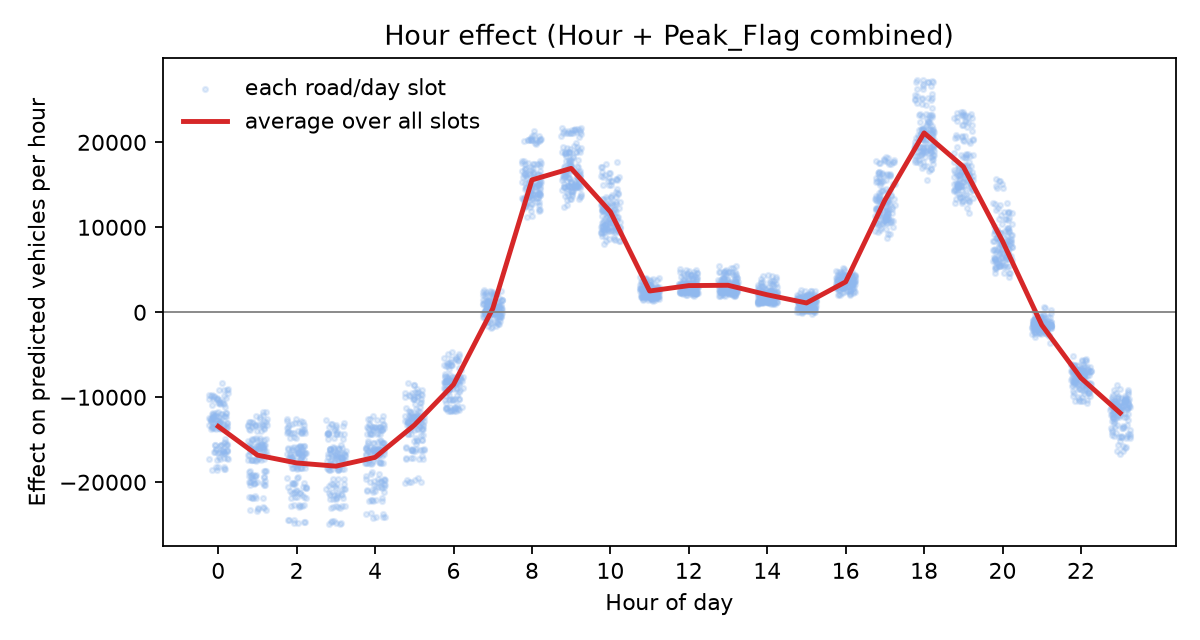 Hour effect (Hour + Peak_Flag combined)
each road/day slot
average over all slots
Effect on predicted vehicles per hour
20000
10000
0
−10000
−20000
0 2 4 6 8 10 12 14 16 18 20 22
Hour of day